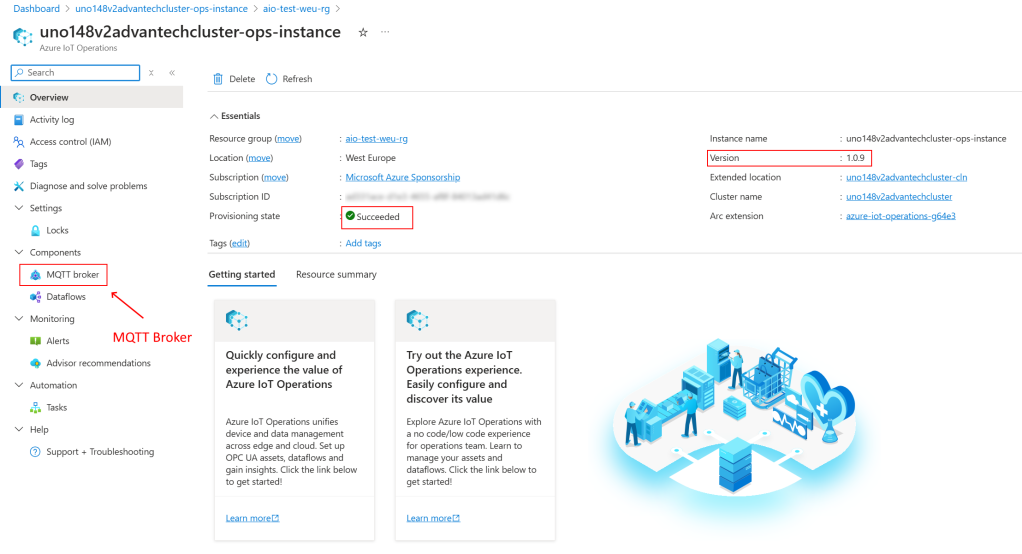 Dashboard > uno148v2advantechcluster-ops-instance > aio-test-weu-rg >
uno148v2advantechcluster-ops-instance
Azure IoT Operations
Search
Overview
Activity log
Access control (IAM)
Tags
Diagnose and solve problems
Settings
Locks
Components
MQTT broker
Dataflows
MQTT Broker
Monitoring
Alerts
Advisor recommendations
Automation
Tasks
Help
Support + Troubleshooting
Delete Refresh
Essentials
Resource group (move) : aio-test-weu-rg
Location (move) : West Europe
Subscription (move) : Microsoft Azure Sponsorship
Subscription ID :
Provisioning state : Succeeded
Tags (edit) : Add tags
Instance name : uno148v2advantechcluster-ops-instance
Version : 1.0.9
Extended location : uno148v2advantechcluster-cln
Cluster name : uno148v2advantechcluster
Arc extension : azure-iot-operations-g64e3
Getting started Resource summary
Quickly configure and
experience the value of
Azure IoT Operations
Azure IoT Operations unifies
device and data management
across edge and cloud. Set up
OPC UA assets, dataflows and
gain insights. Click the link below
to get started!
Learn more
Try out the Azure IoT
Operations experience.
Easily configure and
discover its value
Explore Azure IoT Operations with
a no code/low code experience
for operations team. Learn to
manage your assets and
dataflows. Click the link below to
get started!
Learn more